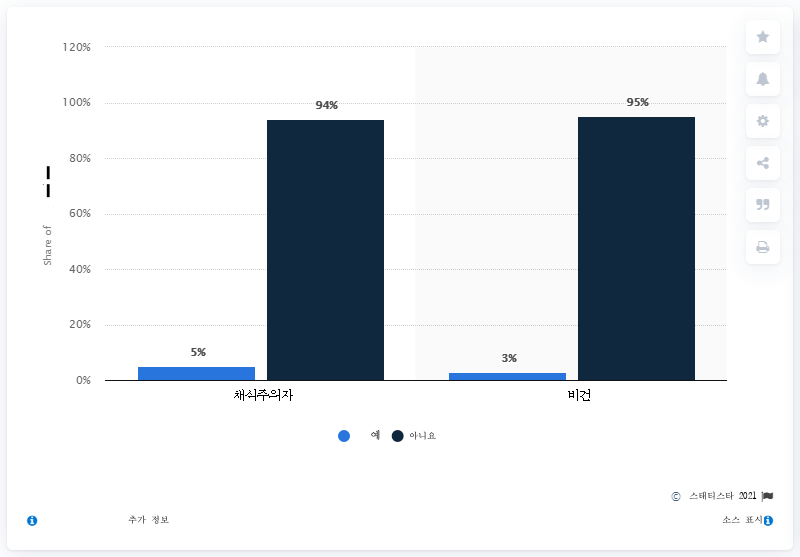 120%
100%
80%
60%
40%
20%
0%
Share of
94%
95%
5%
3%
채식주의자
비건
예 아니요
© 스태티스타 2021
추가 정보
소스 표시